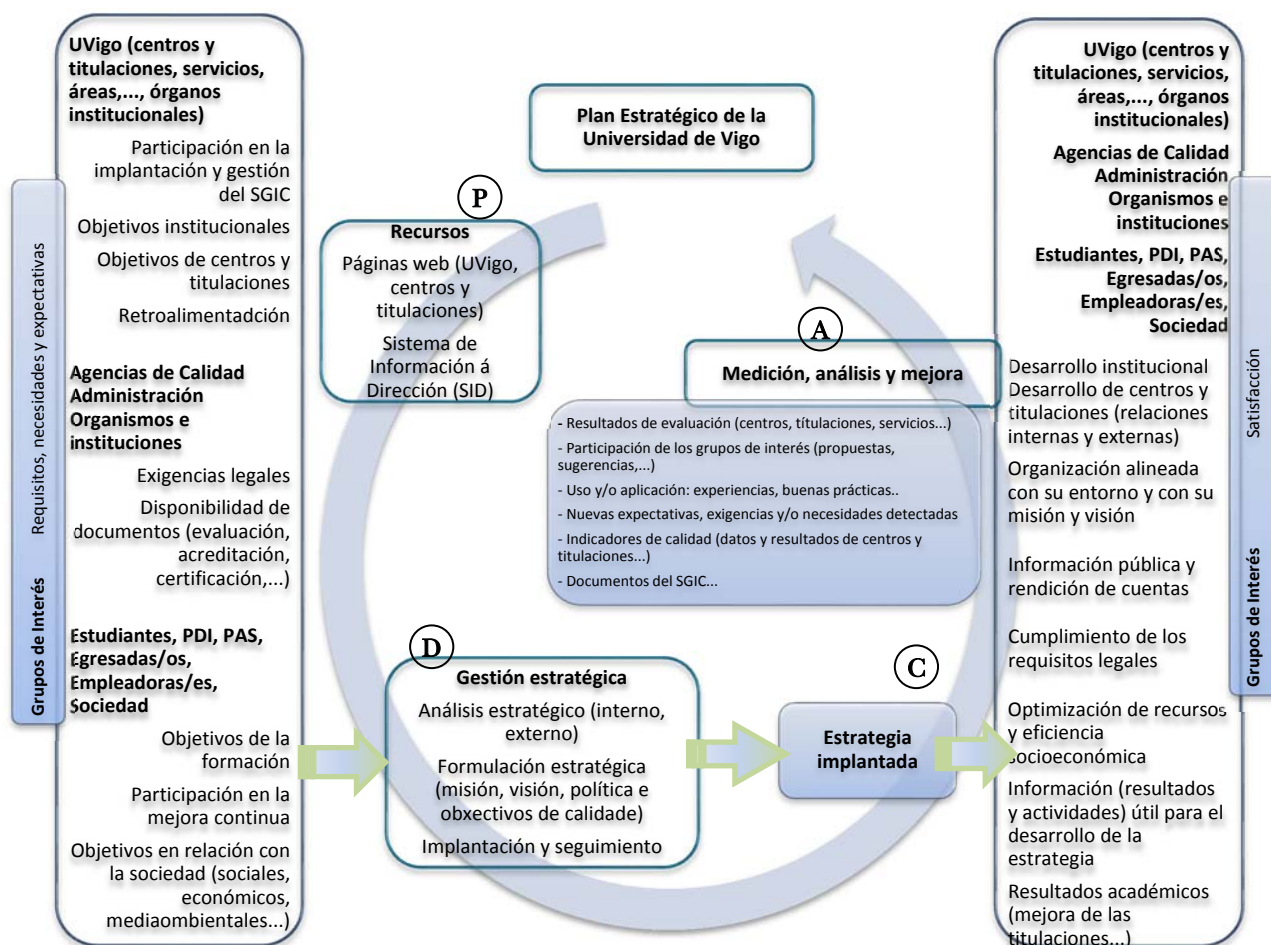 Grupos de Interés
Requisitos, necesidades y expectativas
UVigo (centros y
titulaciones, servicios,
áreas,..., órganos
institucionales)
Participación en la
implantación y gestión
del SGIC
Objetivos institucionales
Objetivos de centros y
titulaciones
Retroalimentadción
Agencias de Calidad
Administración
Organismos e
instituciones
Exigencias legales
Disponibilidad de
documentos (evaluación,
acreditación,
certificación,...)
Estudiantes, PDI, PAS,
Egresadas/os,
Empleadoras/es,
Sociedad
Objetivos de la
formación
Participación en la
mejora continua
Objetivos en relación con
la sociedad (sociales,
económicos,
mediaombientales...)
Plan Estratégico de la
Universidad de Vigo
P
Recursos
Páginas web (UVigo,
centros y
titulaciones)
Sistema de
Información á
Dirección (SID)
A
Medición, análisis y mejora
- Resultados de evaluación (centros, títulaciones, servicios...)
- Participación de los grupos de interés (propuestas,
sugerencias,...)
- Uso y/o aplicación: experiencias, buenas prácticas..
- Nuevas expectativas, exigencias y/o necesidades detectadas
- Indicadores de calidad (datos y resultados de centros y
titulaciones...)
- Documentos del SGIC...
D
Gestión estratégica
Análisis estratégico (interno,
externo)
Formulación estratégica
(misión, visión, política e
obxectivos de calidade)
Implantación y seguimiento
C
Estrategia
implantada
UVigo (centros y
titulaciones, servicios,
áreas,..., órganos
institucionales)
Agencias de Calidad
Administración
Organismos e
instituciones
Estudiantes, PDI, PAS,
Egresadas/os,
Empleadoras/es,
Sociedad
Desarrollo institucional
Desarrollo de centros y
titulaciones (relaciones
internas y externas)
Organización alineada
con su entorno y con su
misión y visión
Información pública y
rendición de cuentas
Cumplimiento de los
requisitos legales
Optimización de recursos
y eficiencia
socioeconómica
Información (resultados
y actividades) útil para el
desarrollo de la
estrategia
Resultados académicos
(mejora de las
titulaciones...)
Grupos de Interés
Satisfacción